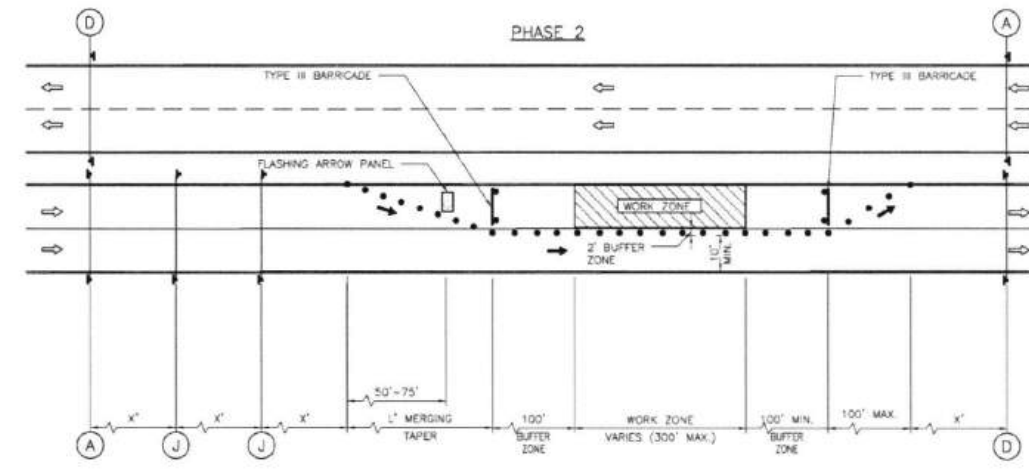 D
PHASE 2
A
TYPE III BARRICADE
TYPE III BARRICADE
FLASHING ARROW PANEL
WORK ZONE
2' BUFFER
ZONE
10'
MIN.
50'-75'
X'
X'
X'
L' MERGING
TAPER
100'
BUFFER
ZONE
WORK ZONE
VARIES (300' MAX.)
100' MIN.
BUFFER
ZONE
100' MAX.
X'
A
J
J
D